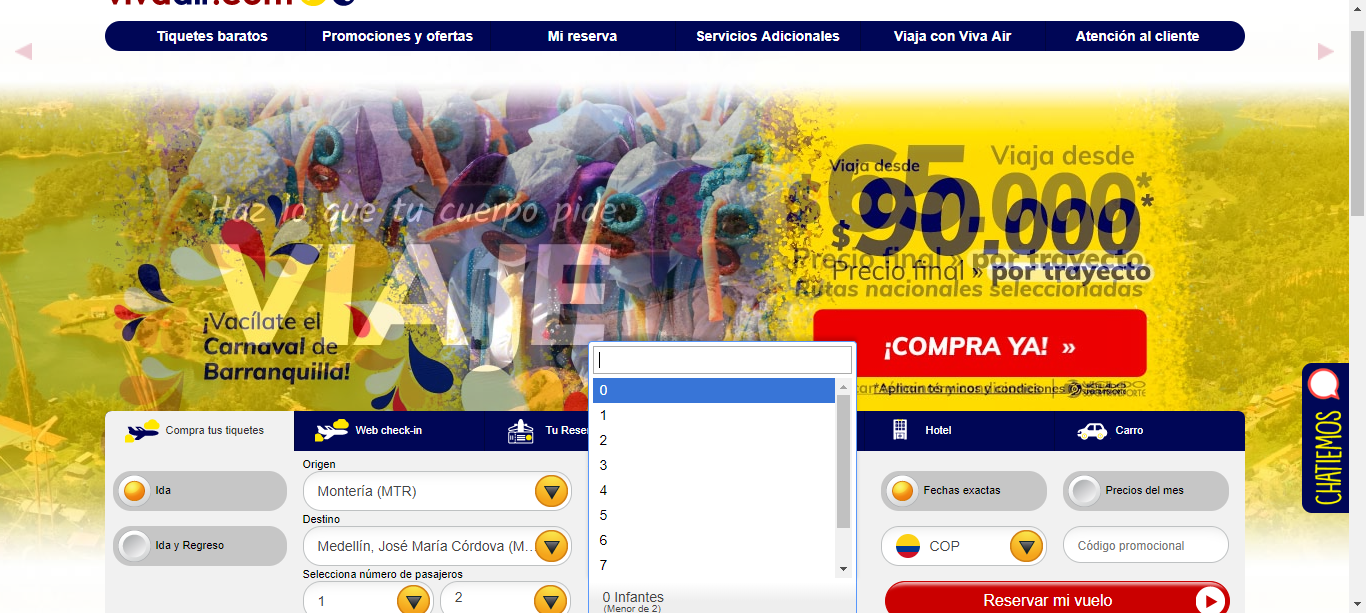 vivaair.com
Tiquetes baratos
Promociones y ofertas
Mi reserva
Servicios Adicionales
Viaja con Viva Air
Atención al cliente
Haz lo que tu cuerpo pide:
VIAJE
¡Vacílate el
Carnaval de
Barranquilla!
Viaja desde
$65.000*
Precio final » por trayecto
Rutas nacionales seleccionadas
Viaja desde
$90.000*
Precio final » por trayecto
¡COMPRA YA! »
*Aplican términos y condiciones
Compra tus tiquetes
Web check-in
Tu Rese
Hotel
Carro
Ida
Ida y Regreso
Origen
Montería (MTR)
Destino
Medellín, José María Córdova (M...
Selecciona número de pasajeros
1
2
0
1
2
3
4
5
6
7
0 Infantes
(Menor de 2)
Fechas exactas
Precios del mes
COP
Código promocional
Reservar mi vuelo
CHATIEMOS